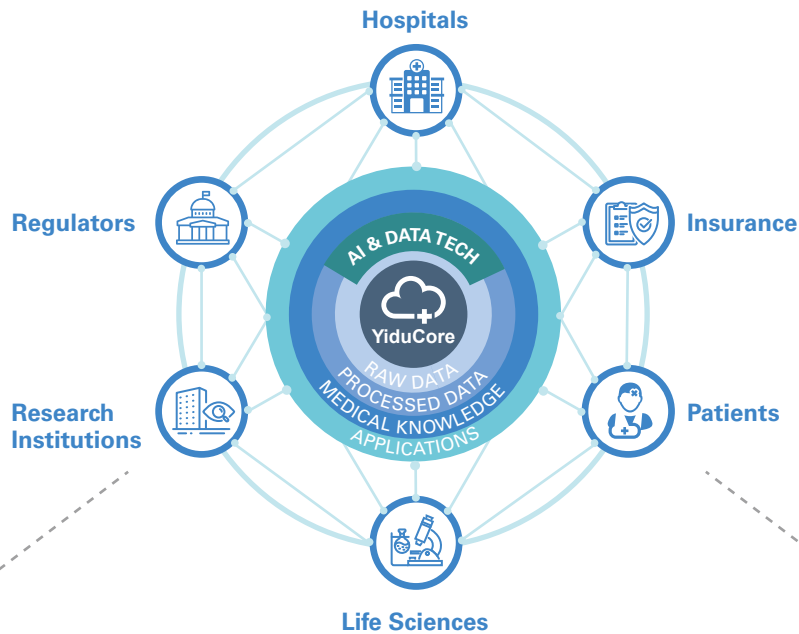 Hospitals
Regulators
Insurance
AI & DATA TECH
YiduCore
RAW DATA
PROCESSED DATA
MEDICAL KNOWLEDGE
APPLICATIONS
Research
Institutions
Patients
Life Sciences